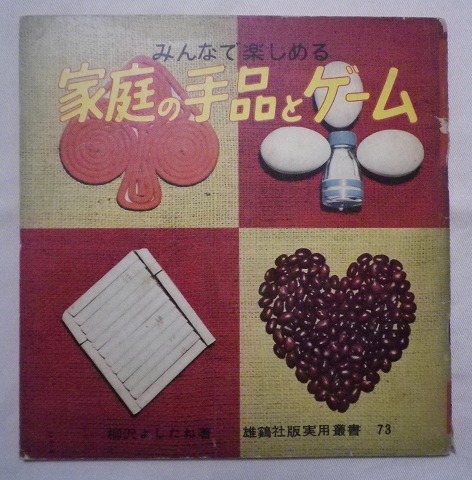 みんなで楽しめる
家庭の手品とゲーム
柳沢よしたね著
雄鶏社版実用叢書 73